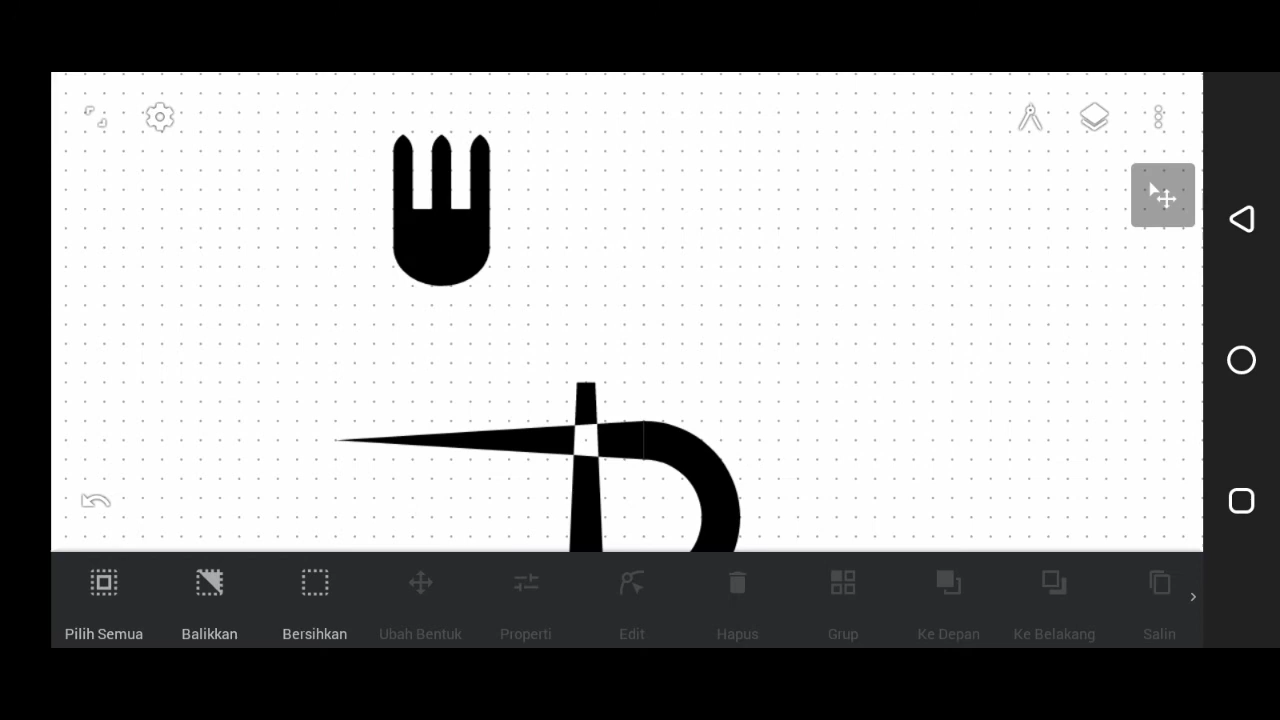 Pilih Semua
Balikkan
Bersihkan
Ubah Bentuk
Properti
Edit
Hapus
Grup
Ke Depan
Ke Belakang
Salin